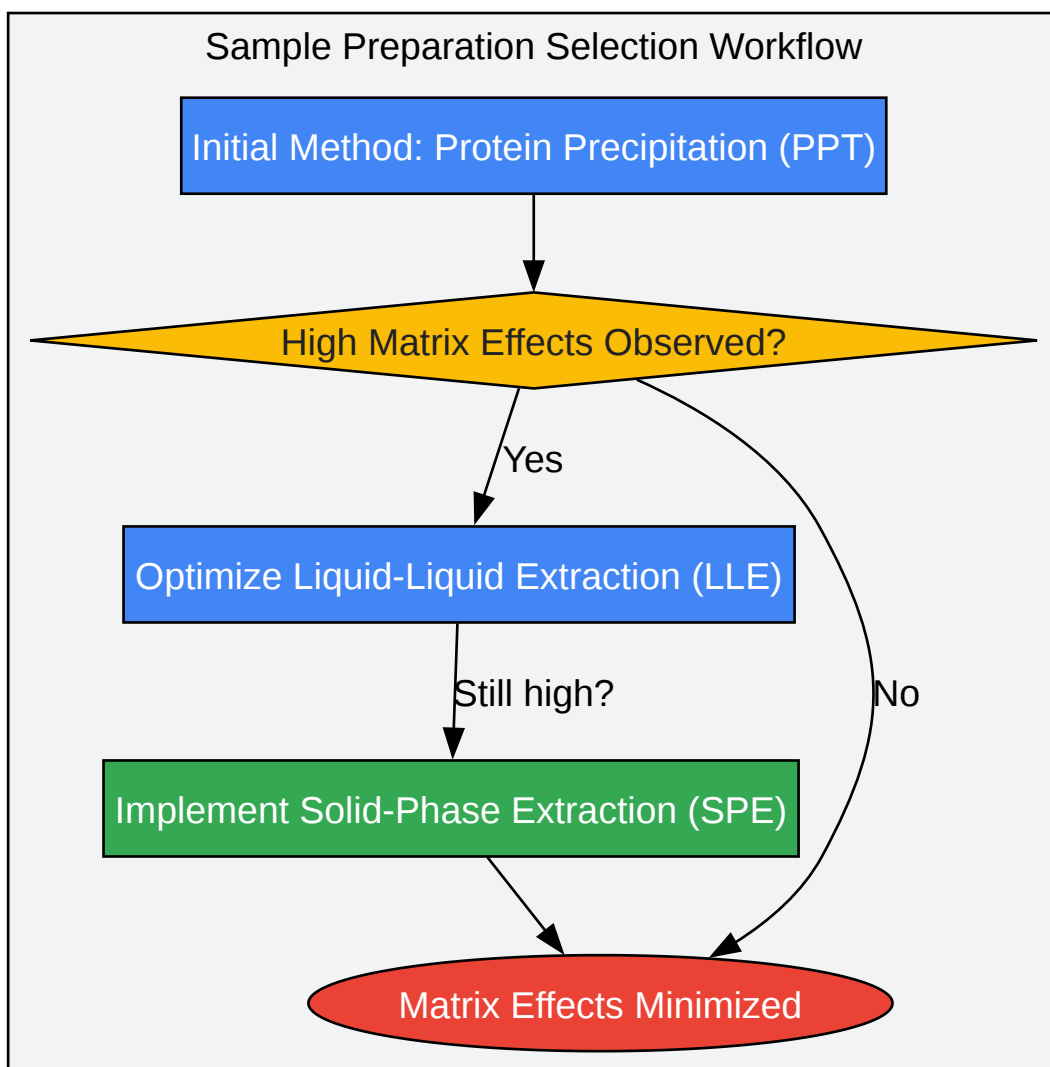 Sample Preparation Selection Workflow
Initial Method: Protein Precipitation (PPT)
High Matrix Effects Observed?
Yes
Optimize Liquid-Liquid Extraction (LLE)
Still high?
No
Implement Solid-Phase Extraction (SPE)
Matrix Effects Minimized